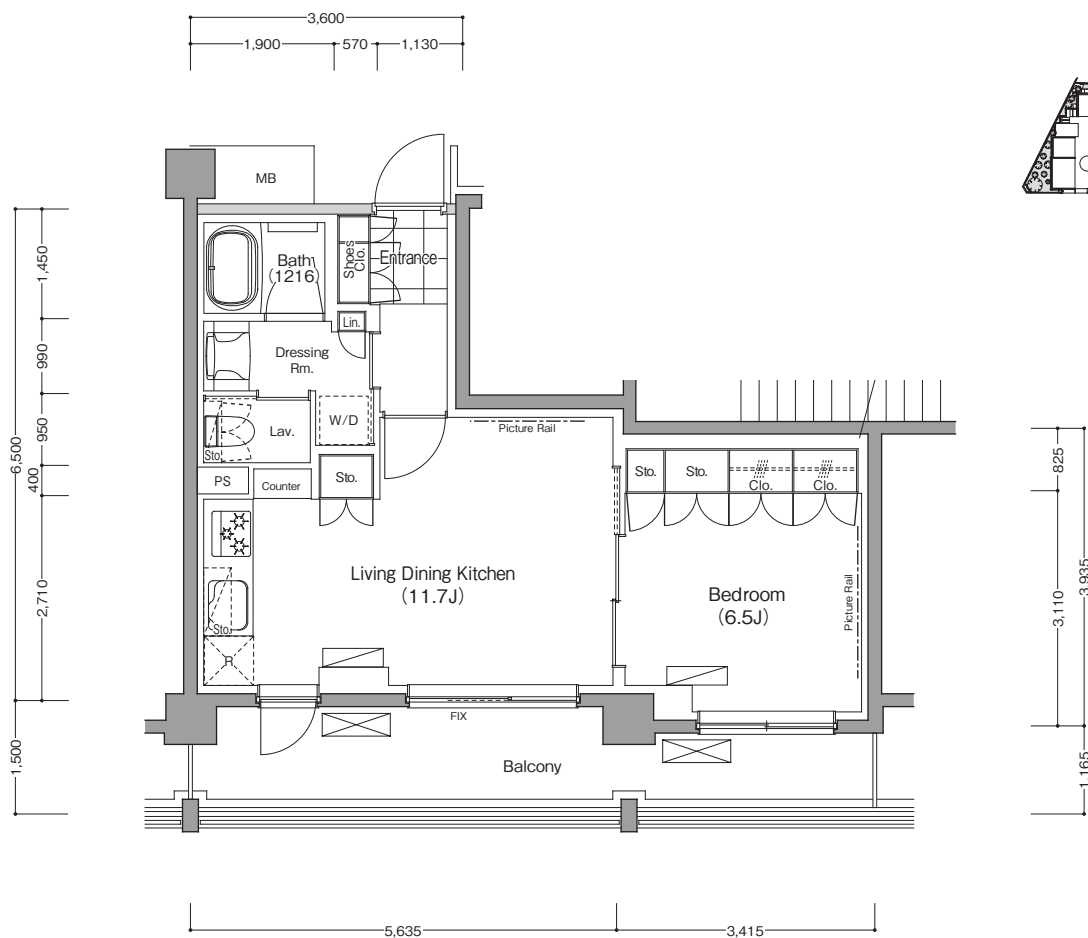 3,600
1,900 570 1,130
MB
Bath
(1216)
Shoes
Clo.
Entrance
Lin.
Dressing
Rm.
W/D
Lav.
Sto.
PS
Counter
Sto.
Picture Rail
Sto. Sto. Clo. Clo.
Living Dining Kitchen
(11.7J)
Bedroom
(6.5J)
Picture Rail
Sto.
R
FIX
Balcony
1,450
990
950
400
2,710
6,500
1,500
825
3,110
3,935
1,165
5,635 3,415